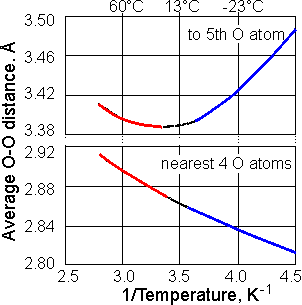 60°C 13°C -23°C
3.50
to 5th O atom
3.46
3.42
3.38
2.92
nearest 4 O atoms
2.88
2.84
2.80
2.5 3.0 3.5 4.0 4.5
1/Temperature, K⁻¹
Average O-O distance. Å